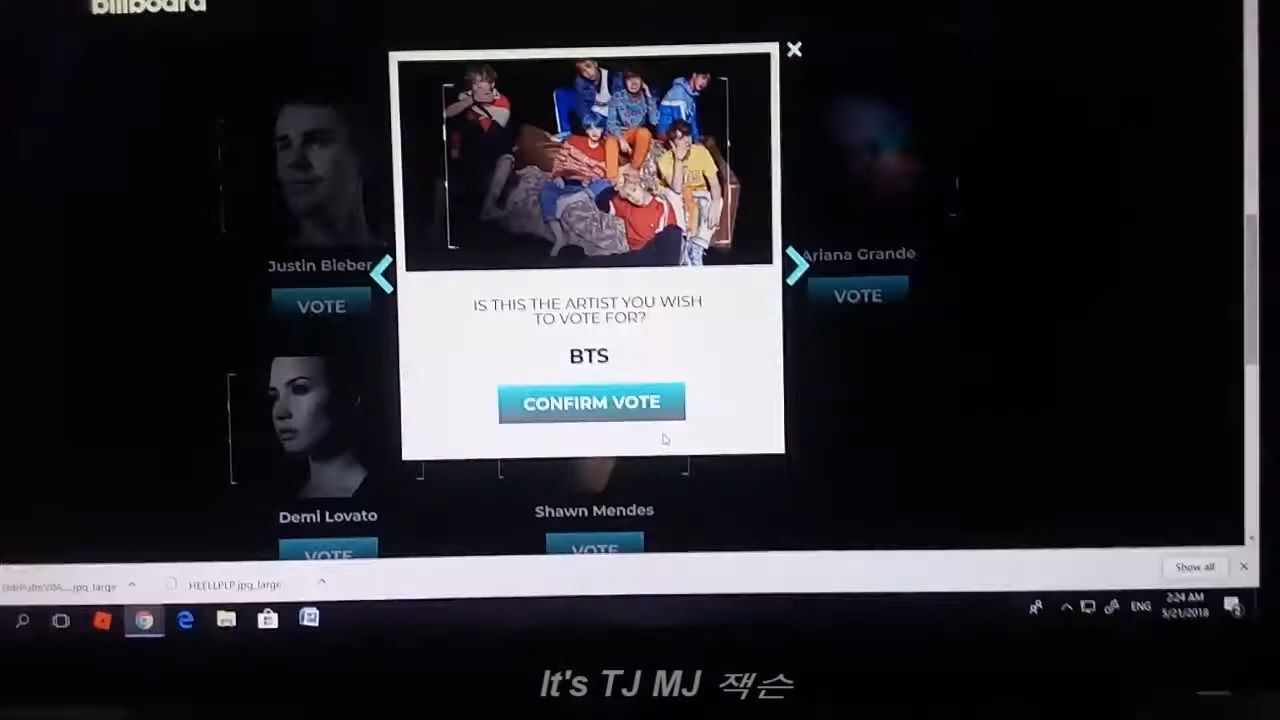 billboard
Justin Bieber
VOTE
IS THIS THE ARTIST YOU WISH
TO VOTE FOR?
BTS
CONFIRM VOTE
Ariana Grande
VOTE
Demi Lovato
VOTE
Shawn Mendes
VOTE
HEELLPLP.jpg_large
Show all
ENG
2:24 AM
5/21/2018
It's TJ MJ 잭슨